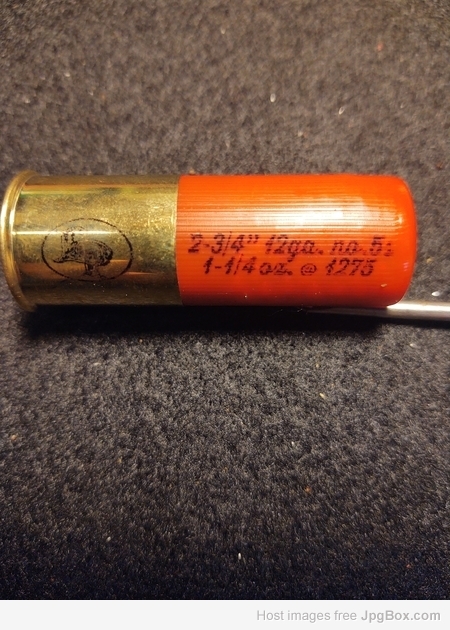 2-3/4" 12ga. no. 5s
1-1/4 oz. @ 1275
Host images free JpgBox.com